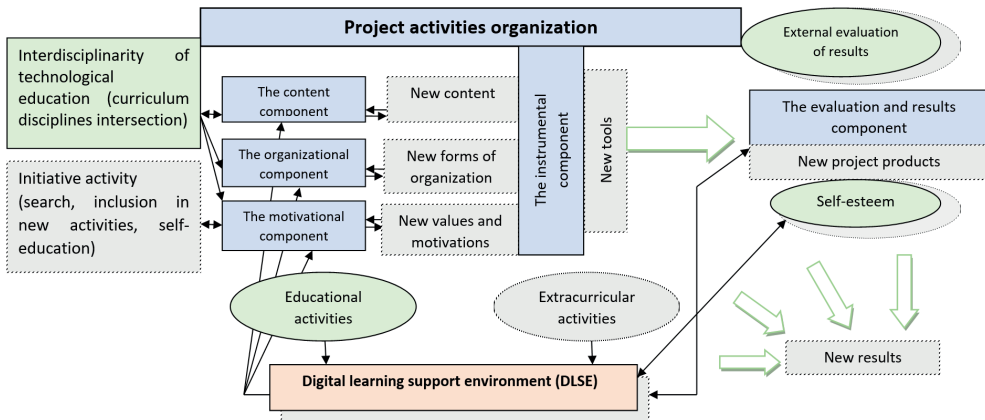 Project activities organization
External evaluation
of results
Interdisciplinarity of
technological
education (curriculum
disciplines intersection)
The content
component
New content
The organizational
component
New forms of
organization
The motivational
component
New values and
motivations
The instrumental
component
New tools
The evaluation and results
component
New project products
Self-esteem
Initiative activity
(search, inclusion in
new activities, self-
education)
Educational
activities
Extracurricular
activities
New results
Digital learning support environment (DLSE)